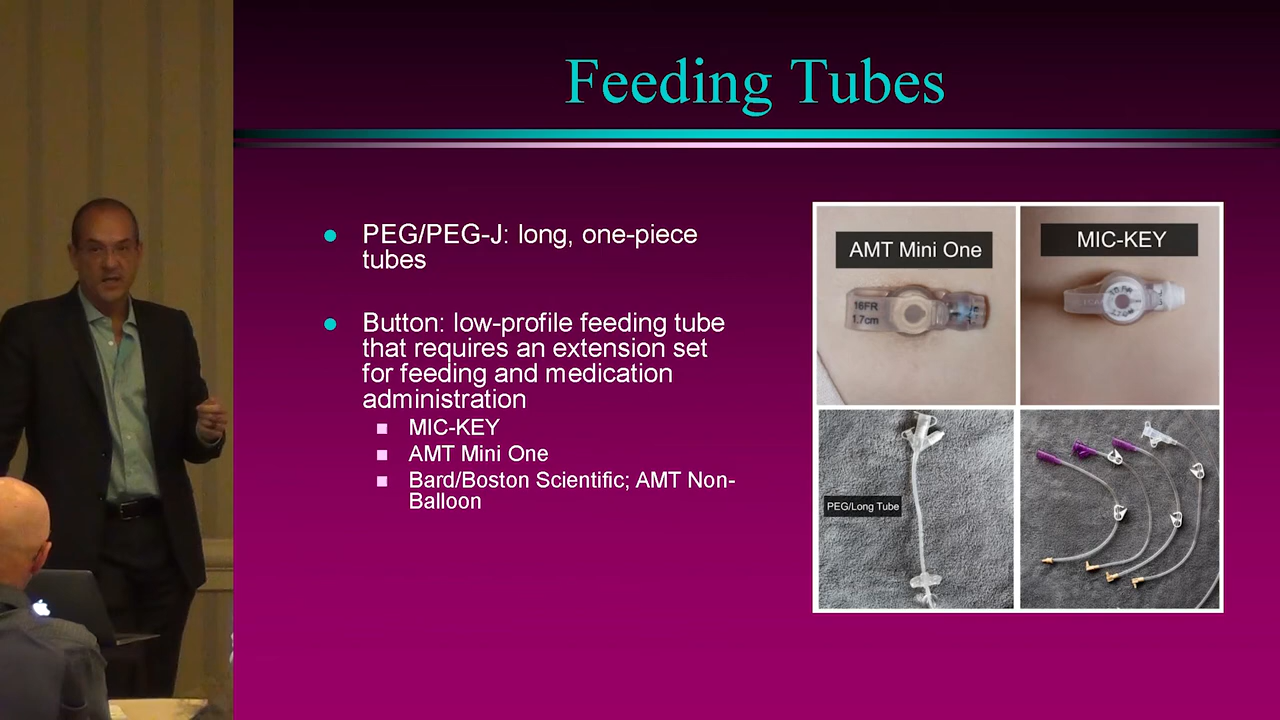 Feeding Tubes
PEG/PEG-J: long, one-piece
tubes
Button: low-profile feeding tube
that requires an extension set
for feeding and medication
administration
MIC-KEY
AMT Mini One
Bard/Boston Scientific; AMT Non-
Balloon
AMT Mini One
16FR
1.7cm
MIC-KEY
PEG/Long Tube